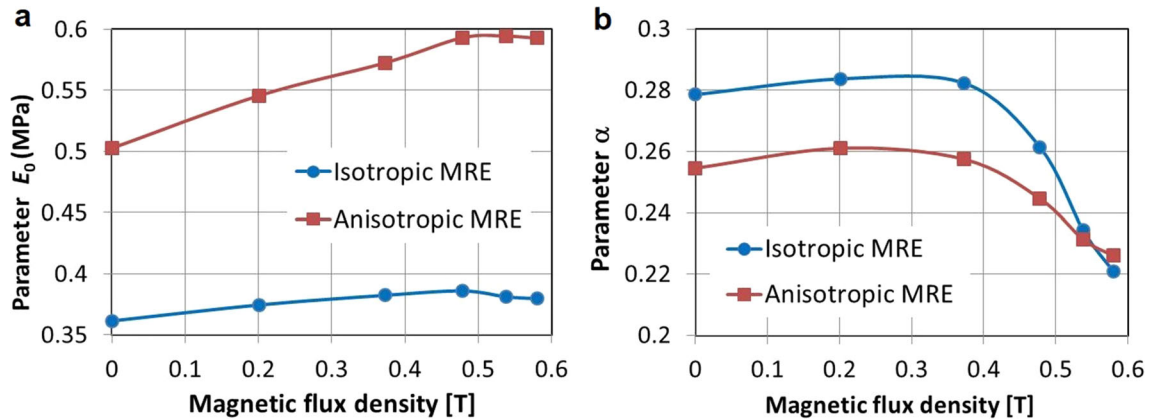 a
Parameter E0 (MPa)
0.6
0.55
0.5
0.45
0.4
0.35
Isotropic MRE
Anisotropic MRE
0 0.1 0.2 0.3 0.4 0.5 0.6
Magnetic flux density [T]
b
Parameter α
0.3
0.28
0.26
0.24
0.22
0.2
Isotropic MRE
Anisotropic MRE
0 0.1 0.2 0.3 0.4 0.5 0.6
Magnetic flux density [T]